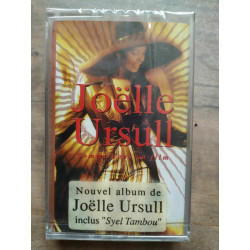 Joëlle
Ursull
Nouvel album de
Joëlle Ursull
inclus "Syel Tambou"